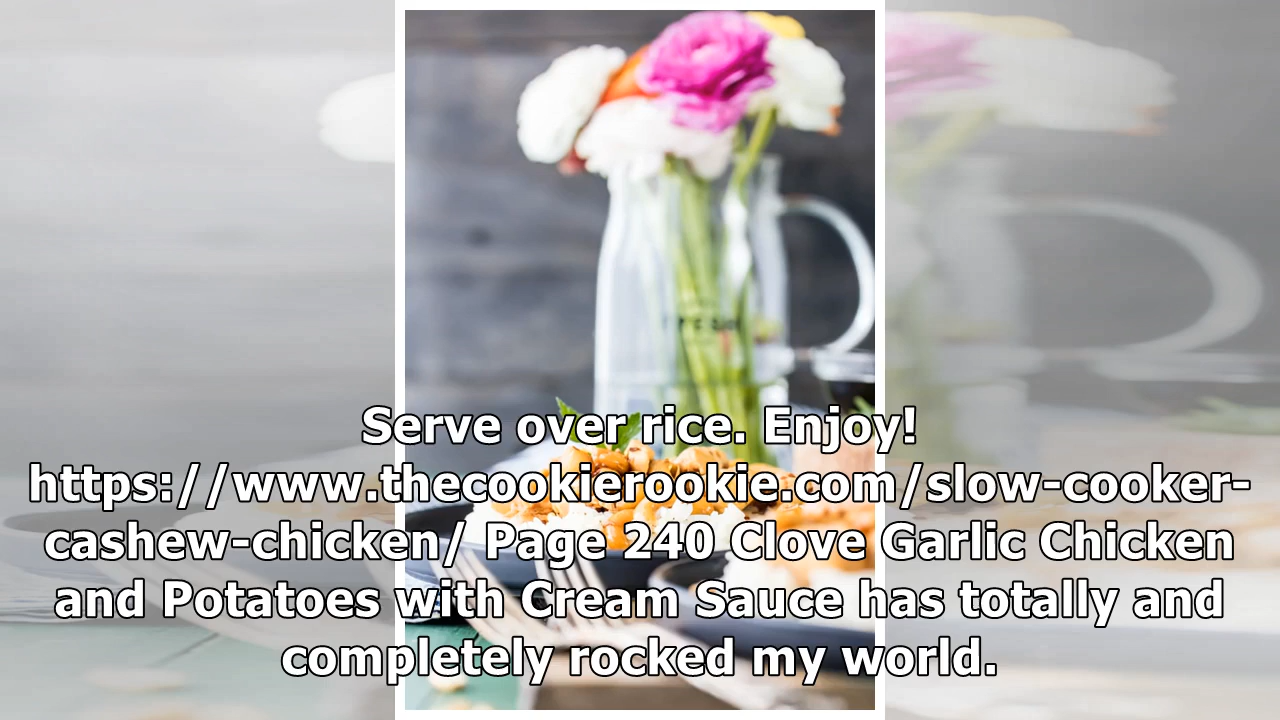 Serve over rice. Enjoy!
https://www.thecookierookie.com/slow-cooker-
cashew-chicken/ Page 240 Clove Garlic Chicken
and Potatoes with Cream Sauce has totally and
completely rocked my world.